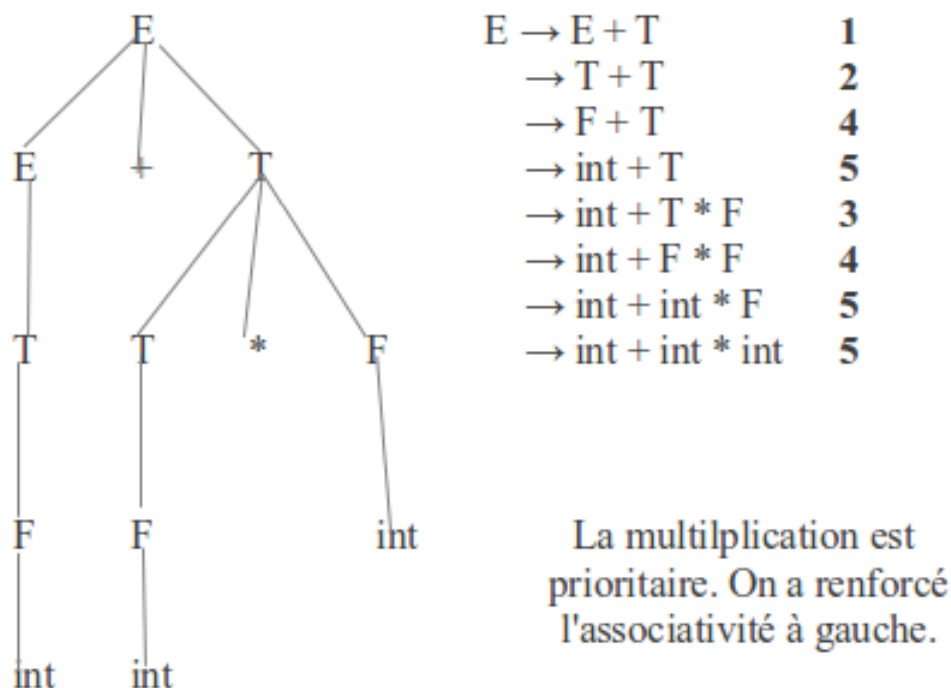 E
E + T
T T * F
F F int
int int
E → E + T 1
→ T + T 2
→ F + T 4
→ int + T 5
→ int + T * F 3
→ int + F * F 4
→ int + int * F 5
→ int + int * int 5
La multilplication est
prioritaire. On a renforcé
l'associativité à gauche.